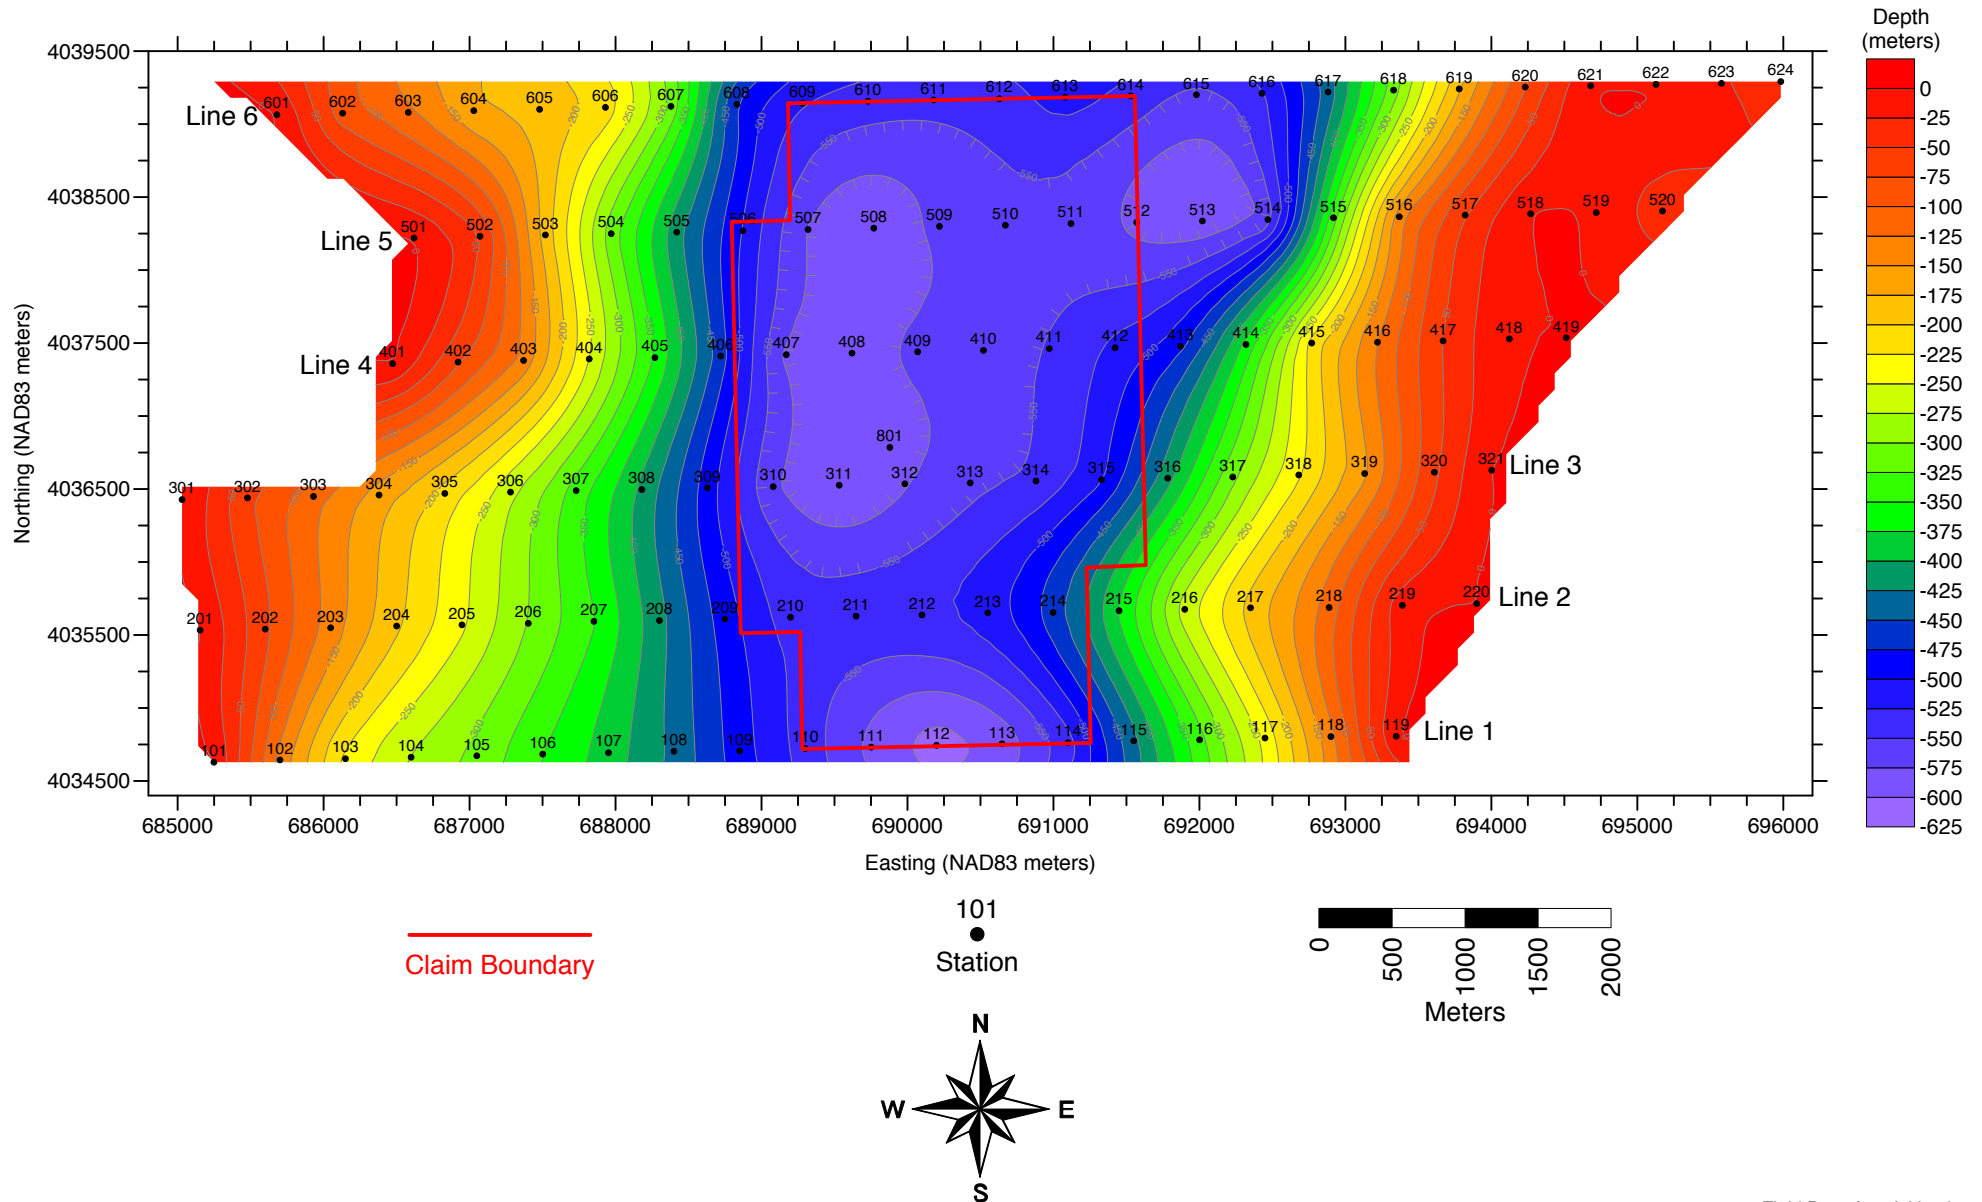 Depth
(meters)
4039500
4038500
4037500
4036500
4035500
4034500
Northing (NAD83 meters)
685000 686000 687000 688000 689000 690000 691000 692000 693000 694000 695000 696000
Easting (NAD83 meters)
0
-25
-50
-75
-100
-125
-150
-175
-200
-225
-250
-275
-300
-325
-350
-375
-400
-425
-450
-475
-500
-525
-550
-575
-600
-625
Line 6
601 602 603 604 605 606 607 608 609 610 611 612 613 614 615 616 617 618 619 620 621 622 623 624
Line 5
501 502 503 504 505 506 507 508 509 510 511 512 513 514 515 516 517 518 519 520
Line 4
401 402 403 404 405 406 407 408 409 410 411 412 413 414 415 416 417 418 419
801
301 302 303 304 305 306 307 308 309 310 311 312 313 314 315 316 317 318 319 320 321
Line 3
201 202 203 204 205 206 207 208 209 210 211 212 213 214 215 216 217 218 219 220
Line 2
101 102 103 104 105 106 107 108 109 110 111 112 113 114 115 116 117 118 119
Line 1
Claim Boundary
101
Station
0 500 1000 1500 2000
Meters
N
W E
S